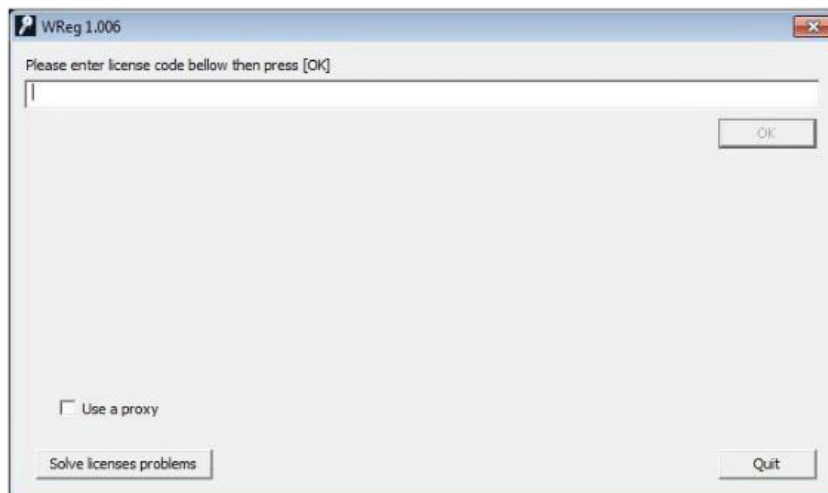 WReg 1.006
Please enter license code bellow then press [OK]
OK
Use a proxy
Solve licenses problems
Quit